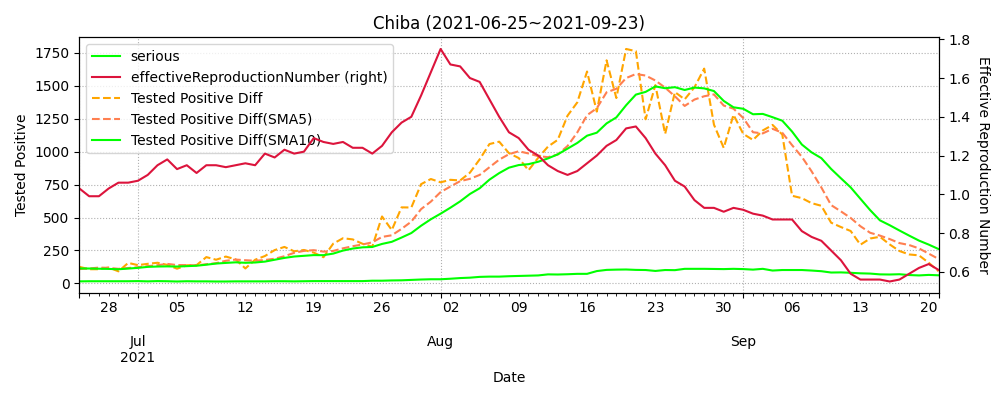 Chiba (2021-06-25~2021-09-23)
serious
effectiveReproductionNumber (right)
Tested Positive Diff
Tested Positive Diff(SMA5)
Tested Positive Diff(SMA10)
Tested Positive
1750
1500
1250
1000
750
500
250
0
1.8
1.6
1.4
1.2
1.0
0.8
0.6
Effective Reproduction Number
28 05 12 19 26 02 09 16 23 30 06 13 20
Jul Aug Sep
2021
Date